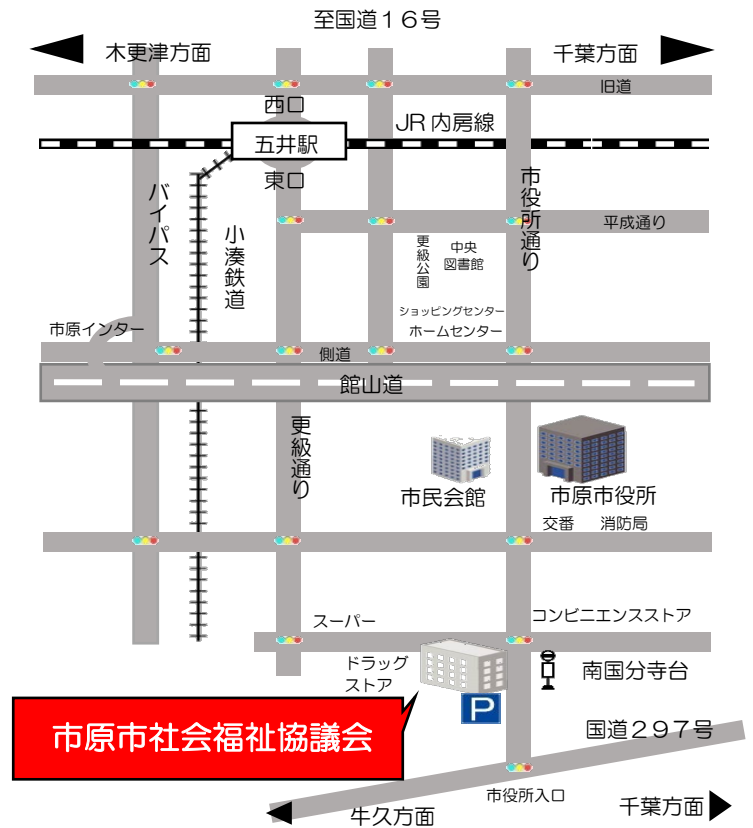 至国道１６号
木更津方面
千葉方面
旧道
西口
JR 内房線
五井駅
東口
バイパス
小湊鉄道
市役所通り
平成通り
更級公園
中央
図書館
ショッピングセンター
ホームセンター
市原インター
側道
館山道
更級通り
市民会館
市原市役所
交番
消防局
スーパー
コンビニエンスストア
ドラッグ
ストア
南国分寺台
P
市原市社会福祉協議会
国道２９７号
市役所入口
牛久方面
千葉方面